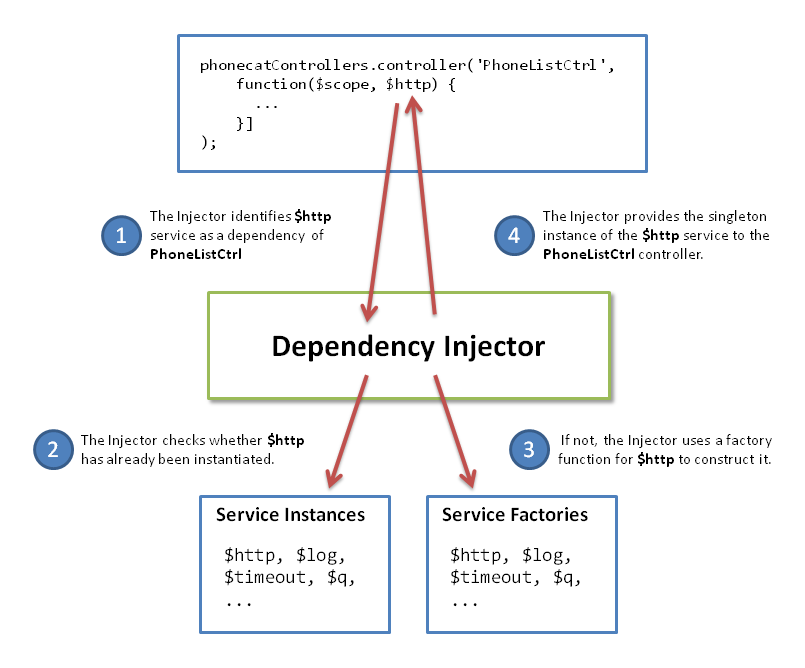 phonecatControllers.controller('PhoneListCtrl',
function($scope, $http) {
...
}]
);
1
The Injector identifies $http
service as a dependency of
PhoneListCtrl
4
The Injector provides the singleton
instance of the $http service to the
PhoneListCtrl controller.
Dependency Injector
2
The Injector checks whether $http
has already been instantiated.
3
If not, the Injector uses a factory
function for $http to construct it.
Service Instances
$http, $log,
$timeout, $q,
...
Service Factories
$http, $log,
$timeout, $q,
...